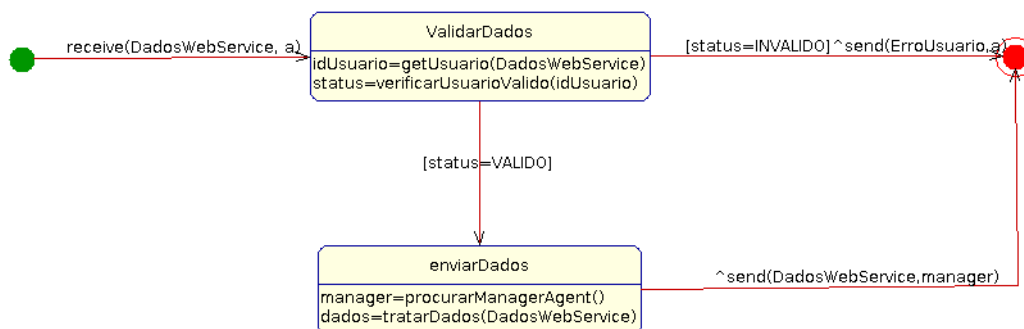 receive(DadosWebService, a)
ValidarDados
idUsuario=getUsuario(DadosWebService)
status=verificarUsuarioValido(idUsuario)
[status=INVALIDO]^send(ErroUsuario,a)
[status=VALIDO]
enviarDados
manager=procurarManagerAgent()
dados=tratarDados(DadosWebService)
^send(DadosWebService,manager)